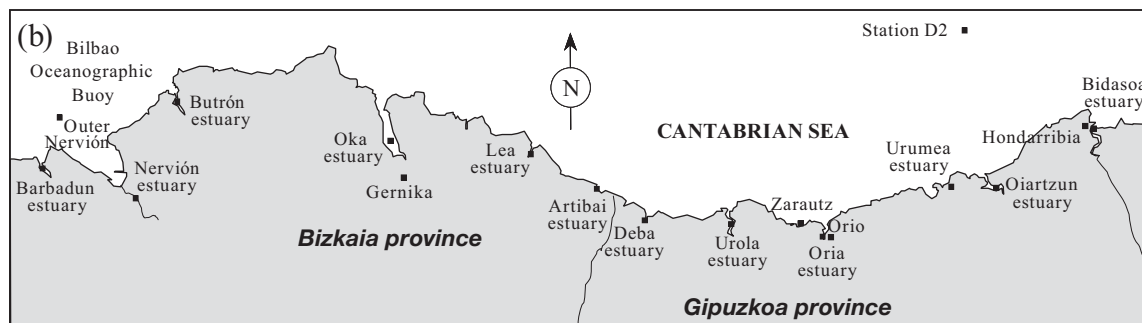 (b)
Bilbao
Oceanographic
Buoy
Outer
Nervión
Barbadun
estuary
Nervión
estuary
Butrón
estuary
Oka
estuary
Gernika
Lea
estuary
Artibai
estuary
Deba
estuary
Urola
estuary
Zarautz
Orio
Oria
estuary
Urumea
estuary
Oiartzun
estuary
Hondarribia
Bidasoa
estuary
Station D2
N
CANTABRIAN SEA
Bizkaia province
Gipuzkoa province